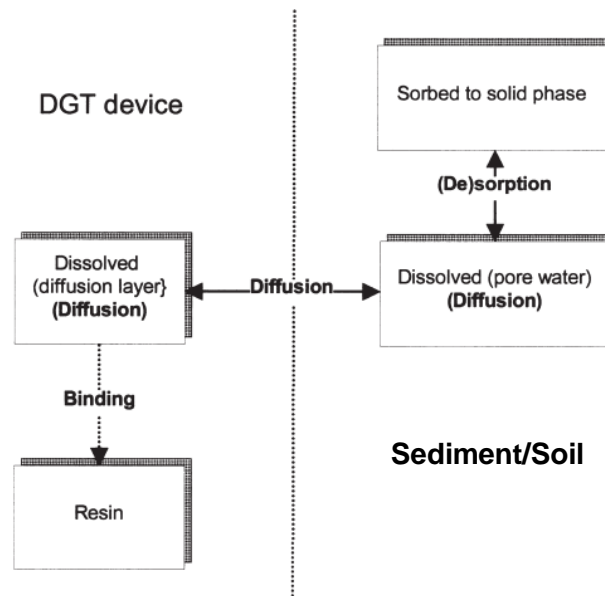 DGT device
Sorbed to solid phase
(De)sorption
Dissolved
(diffusion layer}
(Diffusion)
Diffusion
Dissolved (pore water)
(Diffusion)
Binding
Resin
Sediment/Soil